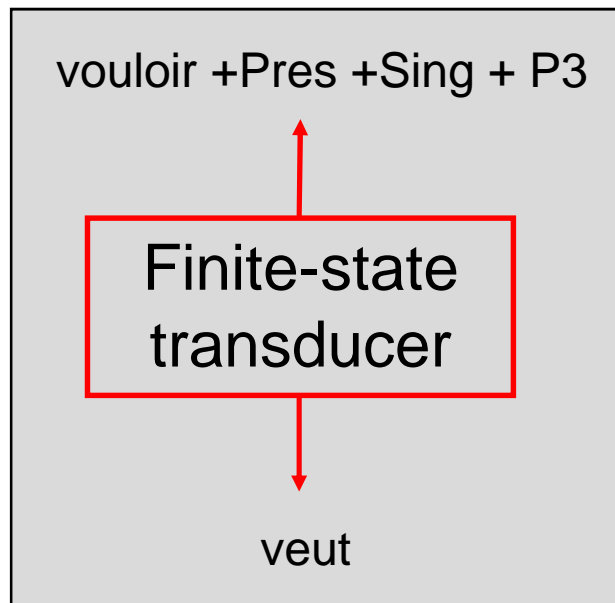 vouloir +Pres +Sing + P3
Finite-state
transducer
veut